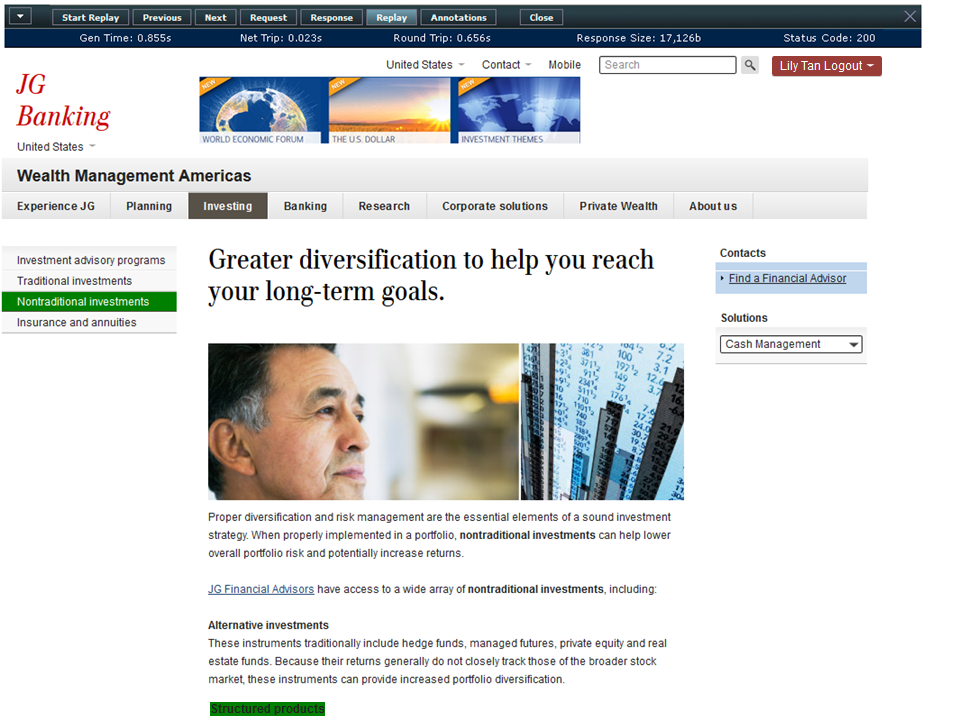 Start Replay Previous Next Request Response Replay Annotations Close
Gen Time: 0.855s Net Trip: 0.023s Round Trip: 0.656s Response Size: 17,126b Status Code: 200
United States Contact Mobile Search Lily Tan Logout
JG
Banking
United States
NEW NEW NEW
WORLD ECONOMIC FORUM THE U.S. DOLLAR INVESTMENT THEMES
Wealth Management Americas
Experience JG Planning Investing Banking Research Corporate solutions Private Wealth About us
Investment advisory programs
Traditional investments
Nontraditional investments
Insurance and annuities
Greater diversification to help you reach
your long-term goals.
Proper diversification and risk management are the essential elements of a sound investment
strategy. When properly implemented in a portfolio, nontraditional investments can help lower
overall portfolio risk and potentially increase returns.
JG Financial Advisors have access to a wide array of nontraditional investments, including:
Alternative investments
These instruments traditionally include hedge funds, managed futures, private equity and real
estate funds. Because their returns generally do not closely track those of the broader stock
market, these instruments can provide increased portfolio diversification.
Structured products
Contacts
Find a Financial Advisor
Solutions
Cash Management